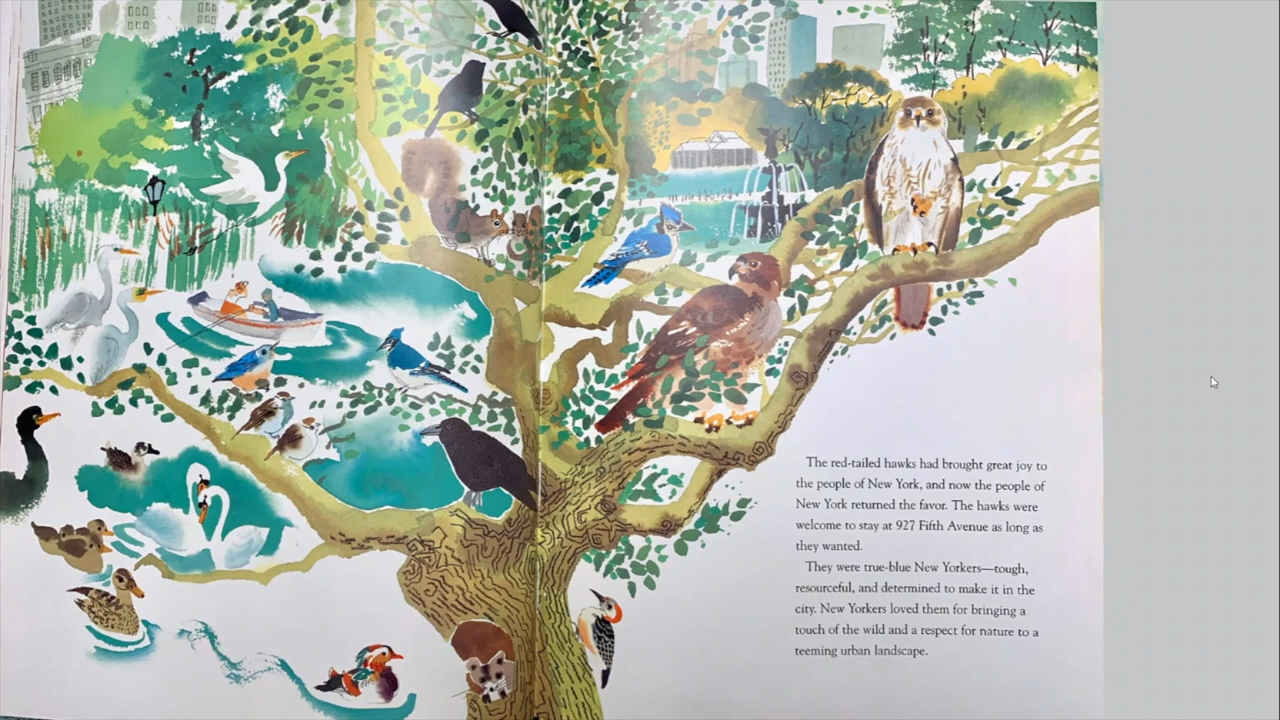 The red-tailed hawks had brought great joy to
the people of New York, and now the people of
New York returned the favor. The hawks were
welcome to stay at 927 Fifth Avenue as long as
they wanted.
They were true-blue New Yorkers—tough,
resourceful, and determined to make it in the
city. New Yorkers loved them for bringing a
touch of the wild and a respect for nature to a
teeming urban landscape.